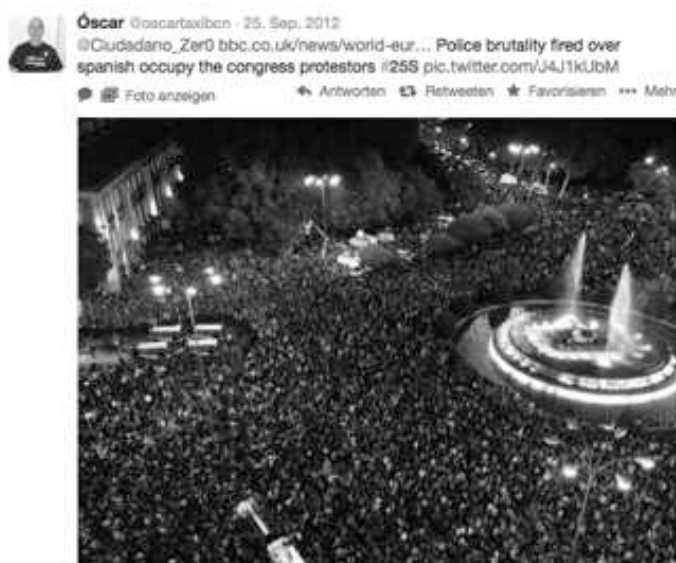 Óscar @oscartaxibcn · 25. Sep. 2012
@Ciudadano_Zer0 bbc.co.uk/news/world-eur… Police brutality fired over
spanish occupy the congress protestors #25S pic.twitter.com/J4J1kUbM
Foto anzeigen Antworten Retweeten Favorisieren Mehr